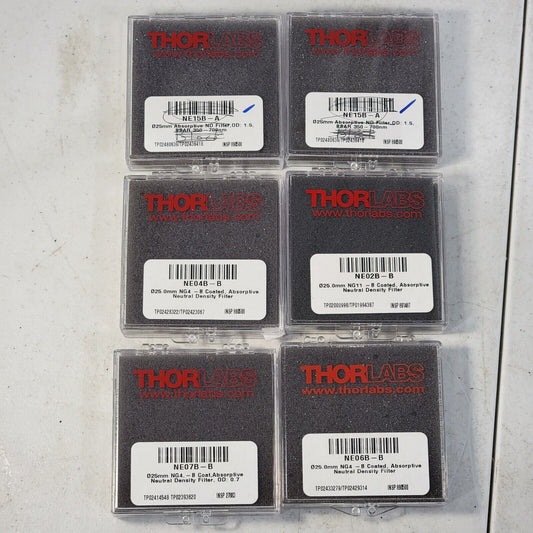 THORLABS
www.thorlabs.com
NE15B-A
Ø25mm Absorptive ND Filter, OD: 1.5,
350-700nm
THORLABS
www.thorlabs.com
NE15B-A
Ø25mm Absorptive ND Filter, OD: 1.5,
350-700nm
THORLABS
www.thorlabs.com
NE04B-B
Ø25.0mm NG4 -B Coated, Absorptive
Neutral Density Filter
THORLABS
www.thorlabs.com
NE02B-B
Ø25.0mm NG11 -B Coated, Absorptive
Neutral Density Filter
THORLABS
www.thorlabs.com
NE07B-B
Ø25mm NG4, -B Coat,Absorptive
Neutral Density Filter, OD: 0.7
TP02414548 TP02393820
THORLABS
www.thorlabs.com
NE06B-B
Ø25.0mm NG4 -B Coated, Absorptive
Neutral Density Filter
TP02433279/TP02429314